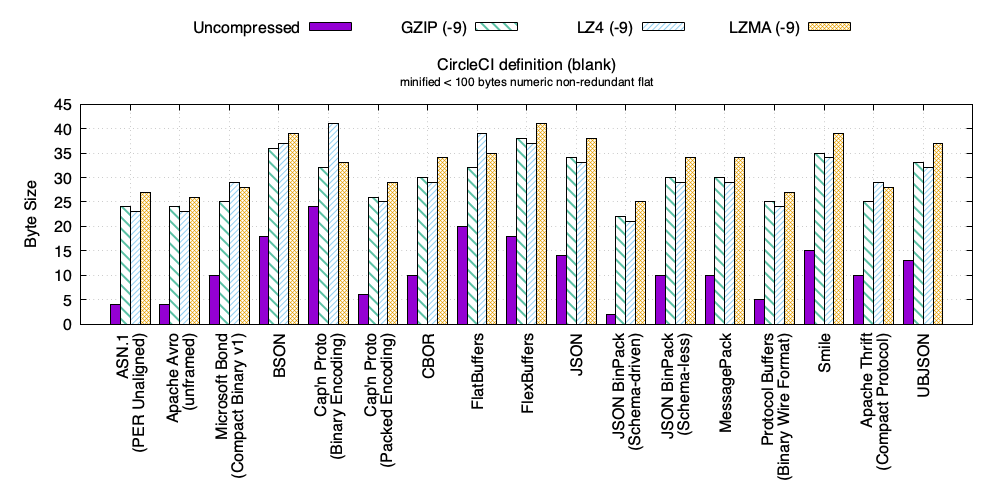 Uncompressed GZIP (-9) LZ4 (-9) LZMA (-9)
CircleCI definition (blank)
minified < 100 bytes numeric non-redundant flat
Byte Size
45
40
35
30
25
20
15
10
5
0
ASN.1
(PER Unaligned)
Apache Avro
(unframed)
Microsoft Bond
(Compact Binary v1)
BSON
Cap'n Proto
(Binary Encoding)
Cap'n Proto
(Packed Encoding)
CBOR
FlatBuffers
FlexBuffers
JSON
JSON BinPack
(Schema-driven)
JSON BinPack
(Schema-less)
MessagePack
Protocol Buffers
(Binary Wire Format)
Smile
Apache Thrift
(Compact Protocol)
UBJSON